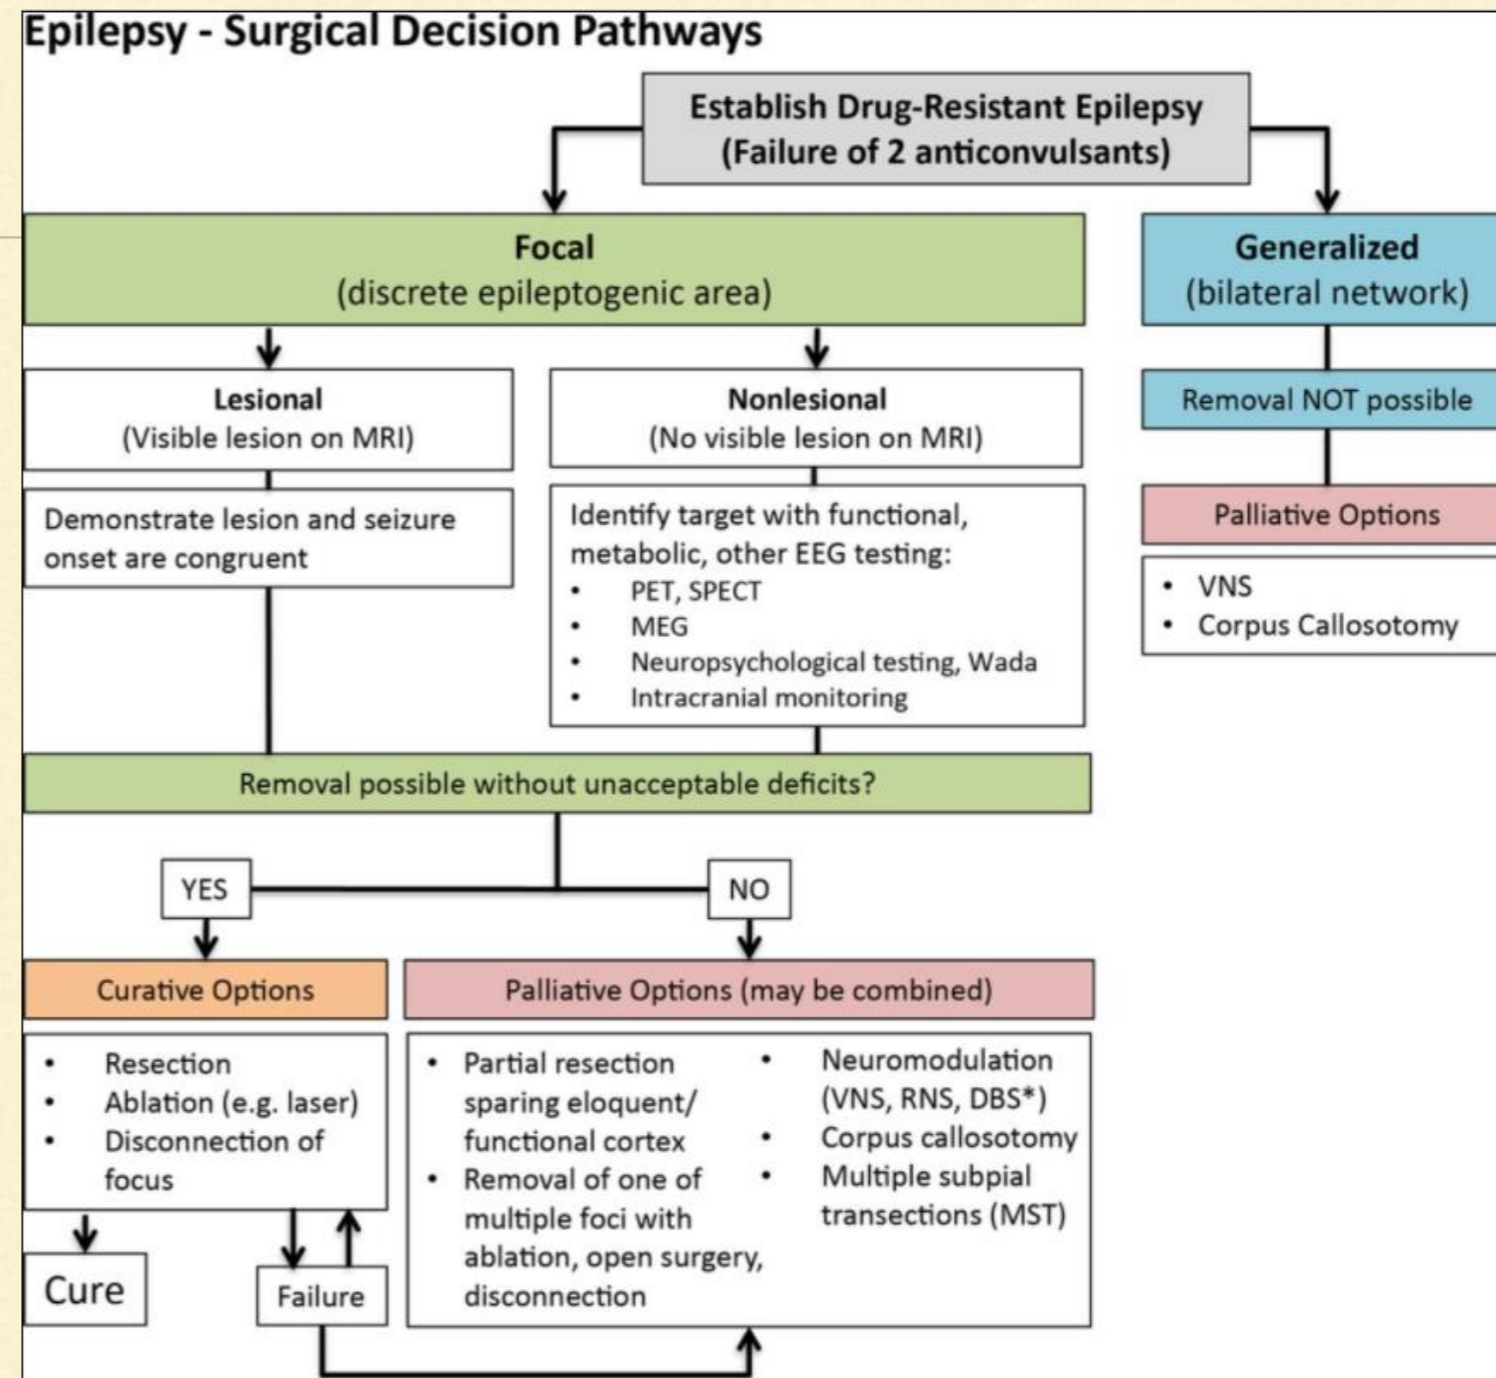 Epilepsy - Surgical Decision Pathways
Establish Drug-Resistant Epilepsy
(Failure of 2 anticonvulsants)
Focal
(discrete epileptogenic area)
Generalized
(bilateral network)
Lesional
(Visible lesion on MRI)
Nonlesional
(No visible lesion on MRI)
Removal NOT possible
Demonstrate lesion and seizure
onset are congruent
Identify target with functional,
metabolic, other EEG testing:
• PET, SPECT
• MEG
• Neuropsychological testing, Wada
• Intracranial monitoring
Palliative Options
• VNS
• Corpus Callosotomy
Removal possible without unacceptable deficits?
YES
NO
Curative Options
• Resection
• Ablation (e.g. laser)
• Disconnection of
focus
Cure
Failure
Palliative Options (may be combined)
• Partial resection
sparing eloquent/
functional cortex
• Removal of one of
multiple foci with
ablation, open surgery,
disconnection
• Neuromodulation
(VNS, RNS, DBS*)
• Corpus callosotomy
• Multiple subpial
transections (MST)